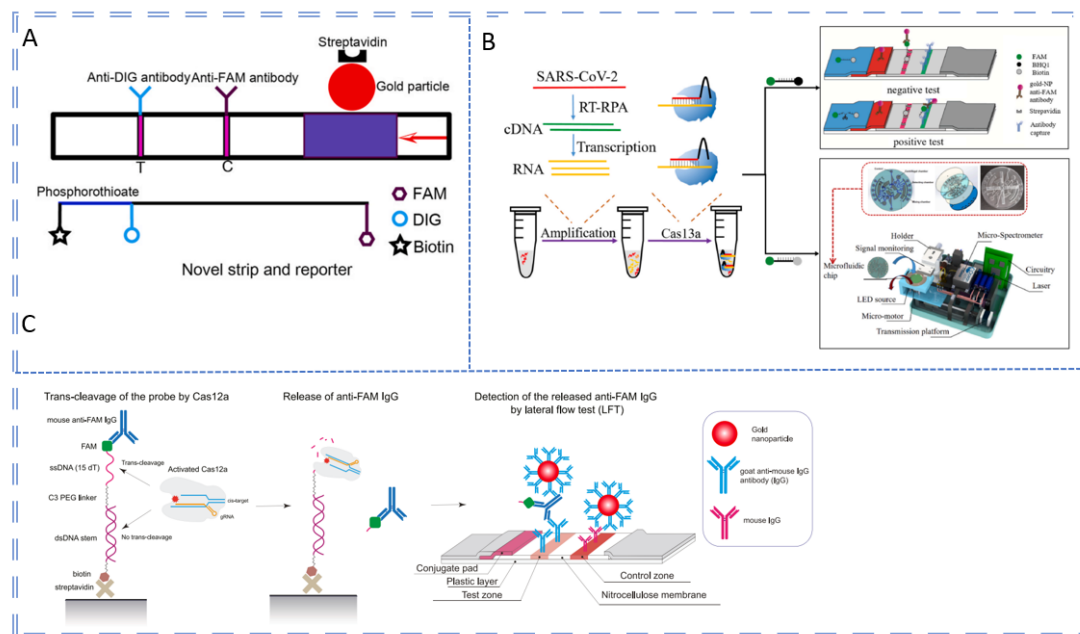 A
Streptavidin
Anti-DIG antibody
Anti-FAM antibody
Gold particle
T
C
Phosphorothioate
FAM
DIG
Biotin
Novel strip and reporter
B
SARS-CoV-2
RT-RPA
cDNA
Transcription
RNA
Amplification
Cas13a
FAM
BHQ1
Biotin
gold-NP
anti-FAM
antibody
Strepavidin
Antibody
capture
negative test
positive test
Holder
Signal monitoring
Microfluidic
chip
LED source
Micro-motor
Transmission platform
Micro-Spectrometer
Circuitry
Laser
C
Trans-cleavage of the probe by Cas12a
mouse anti-FAM IgG
FAM
ssDNA (15 dT)
Trans-cleavage
Activated Cas12a
C3 PEG linker
cis-target
gRNA
No trans-cleavage
dsDNA stem
biotin
streptavidin
Release of anti-FAM IgG
Detection of the released anti-FAM IgG
by lateral flow test (LFT)
Conjugate pad
Plastic layer
Test zone
Control zone
Nitrocellulose membrane
Gold
nanoparticle
goat anti-mouse IgG
antibody (IgG)
mouse IgG